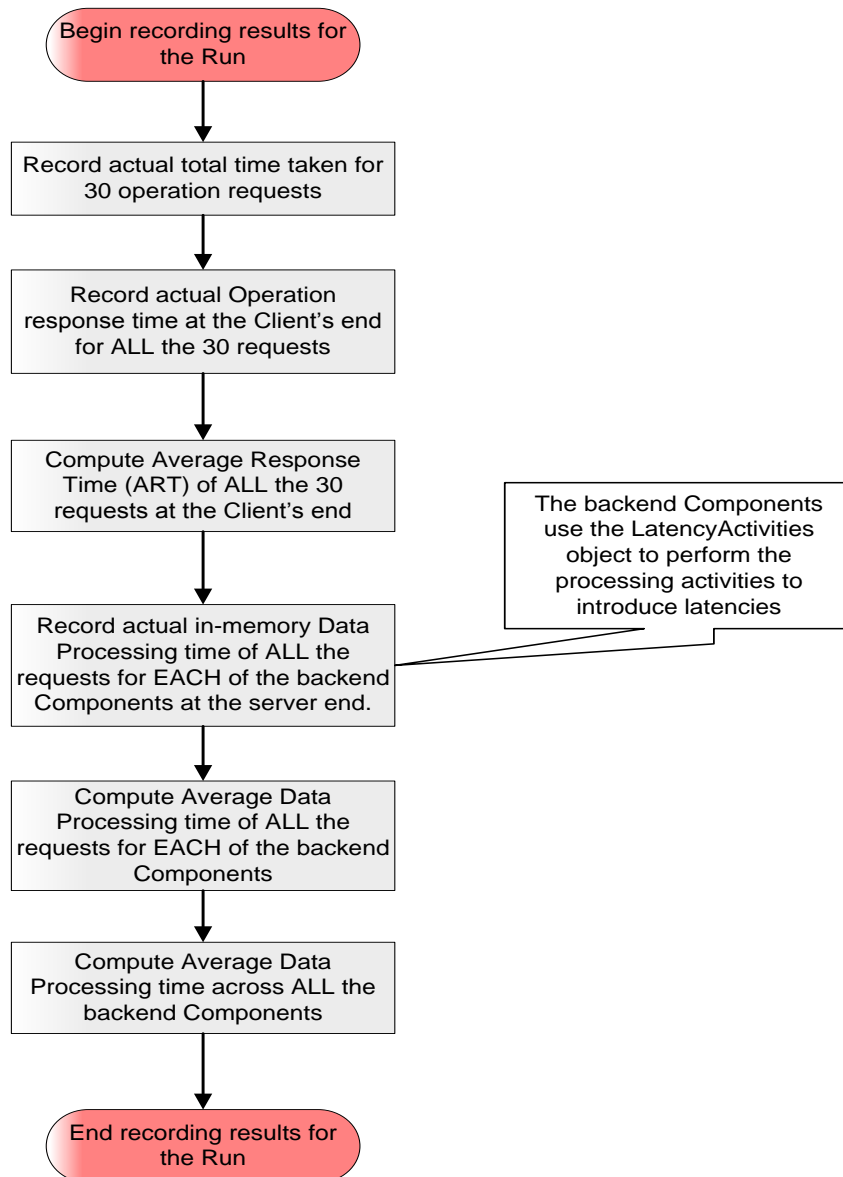 Begin recording results for
the Run
Record actual total time taken for
30 operation requests
Record actual Operation
response time at the Client's end
for ALL the 30 requests
Compute Average Response
Time (ART) of ALL the 30
requests at the Client's end
The backend Components
use the LatencyActivities
object to perform the
processing activities to
introduce latencies
Record actual in-memory Data
Processing time of ALL the
requests for EACH of the backend
Components at the server end.
Compute Average Data
Processing time of ALL the
requests for EACH of the backend
Components
Compute Average Data
Processing time across ALL the
backend Components
End recording results for
the Run